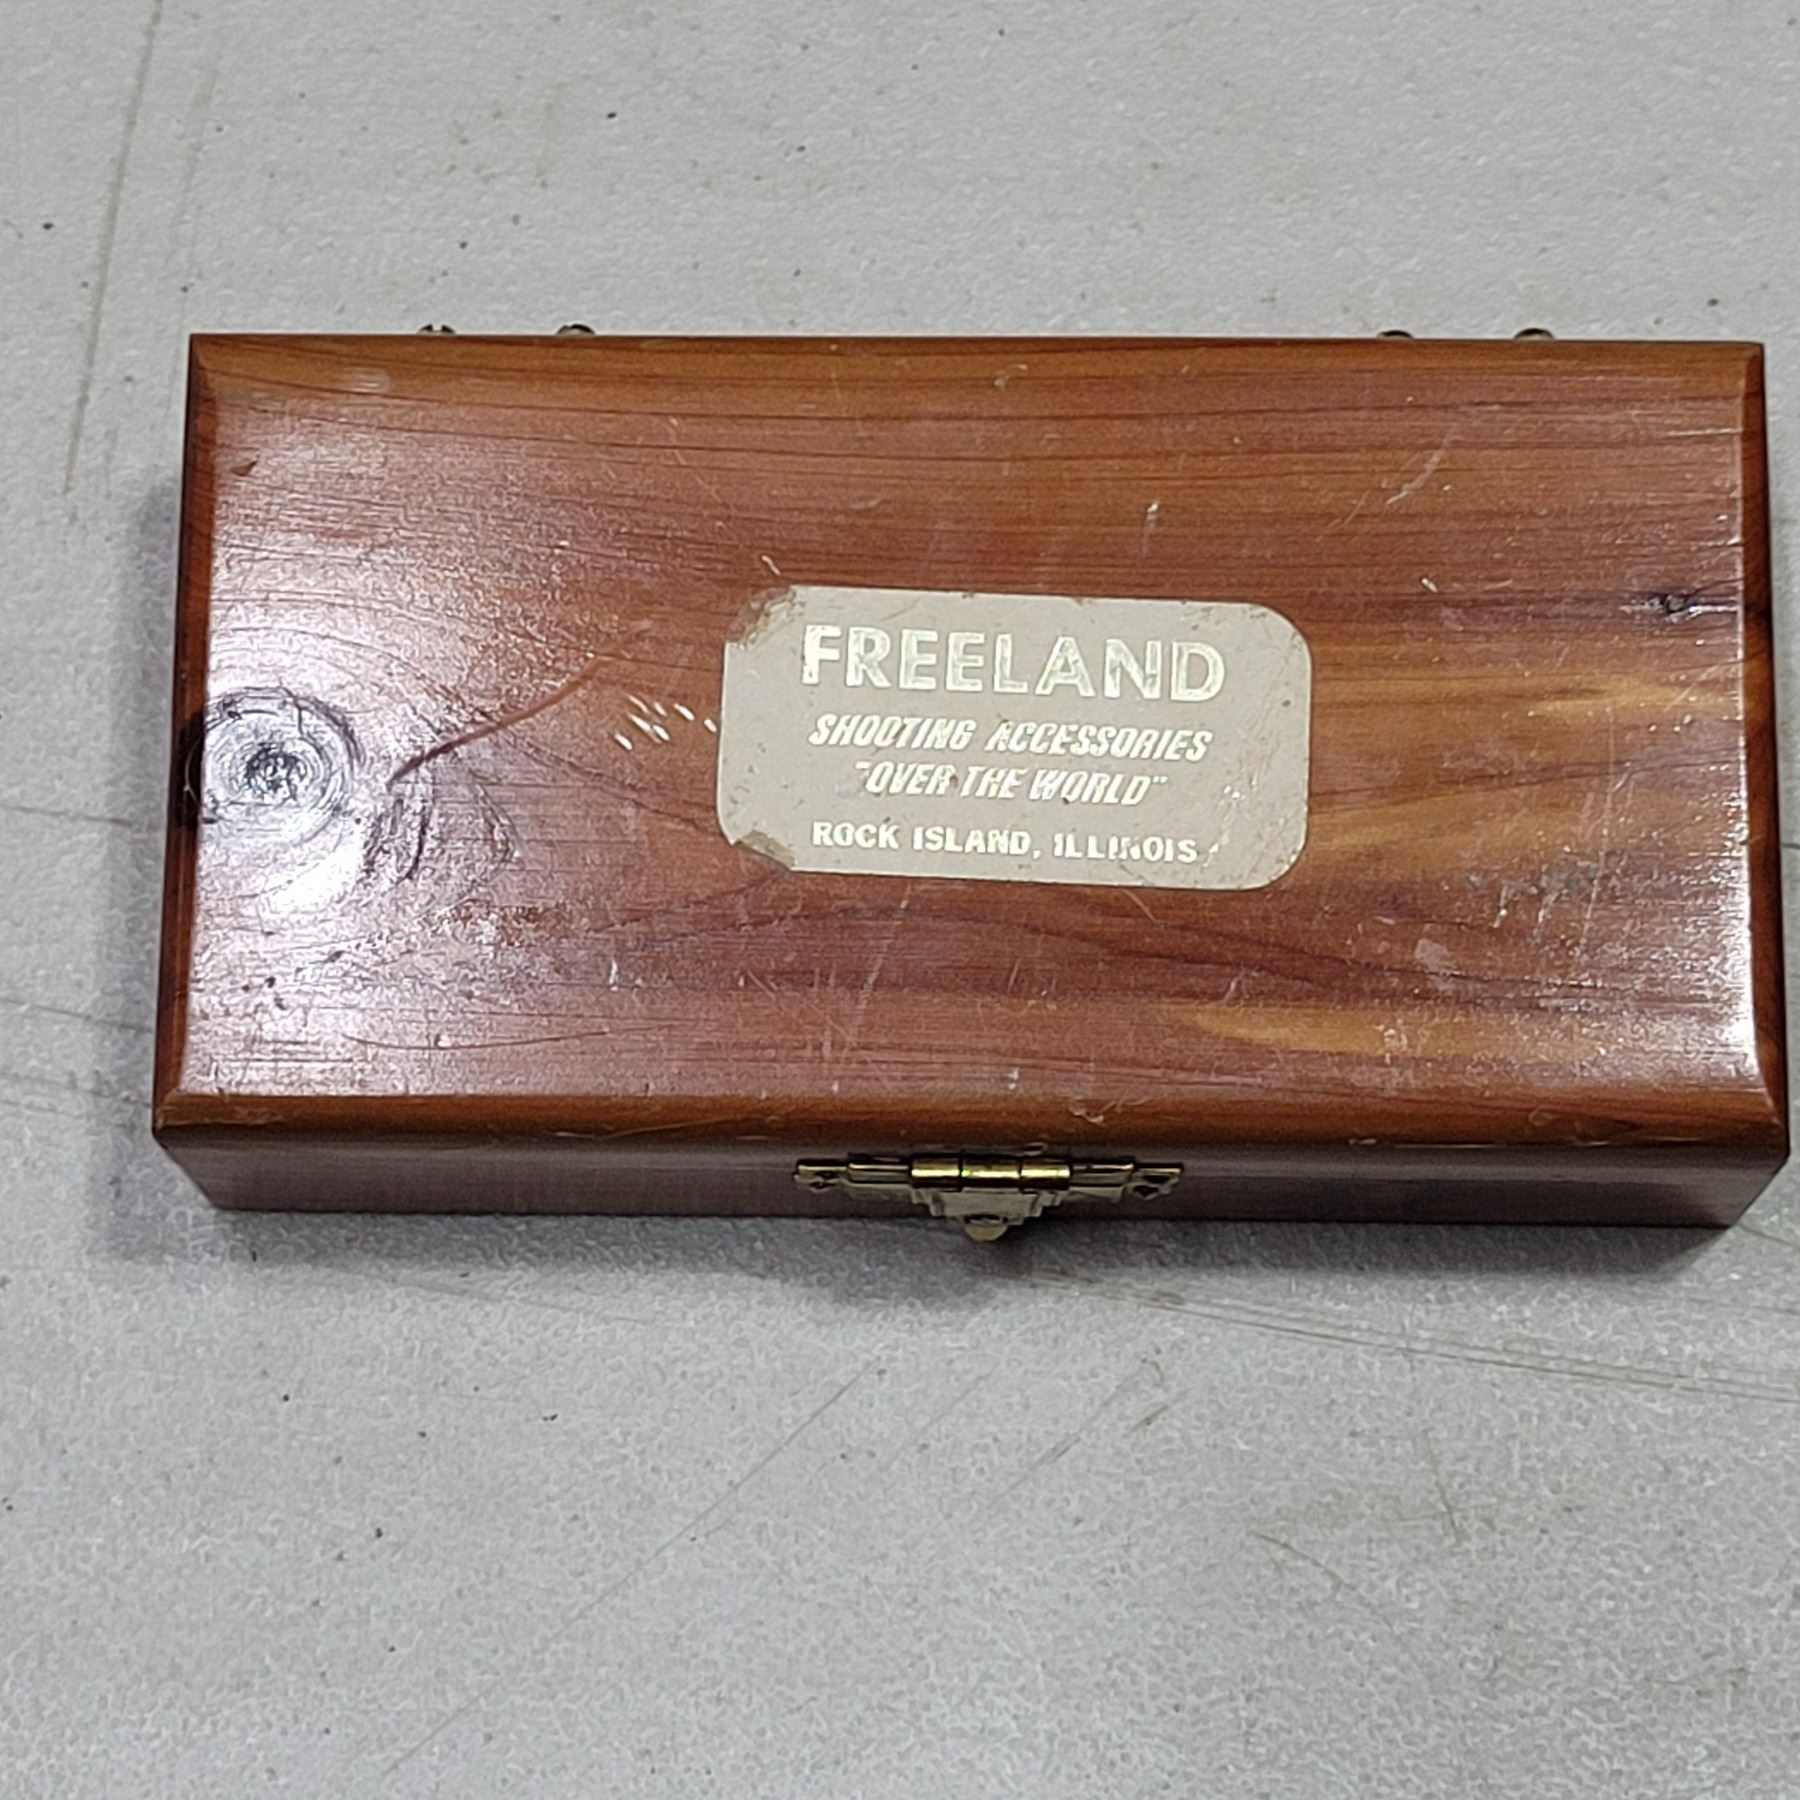 FREELAND
SHOOTING ACCESSORIES
"OVER THE WORLD"
ROCK ISLAND, ILLINOIS